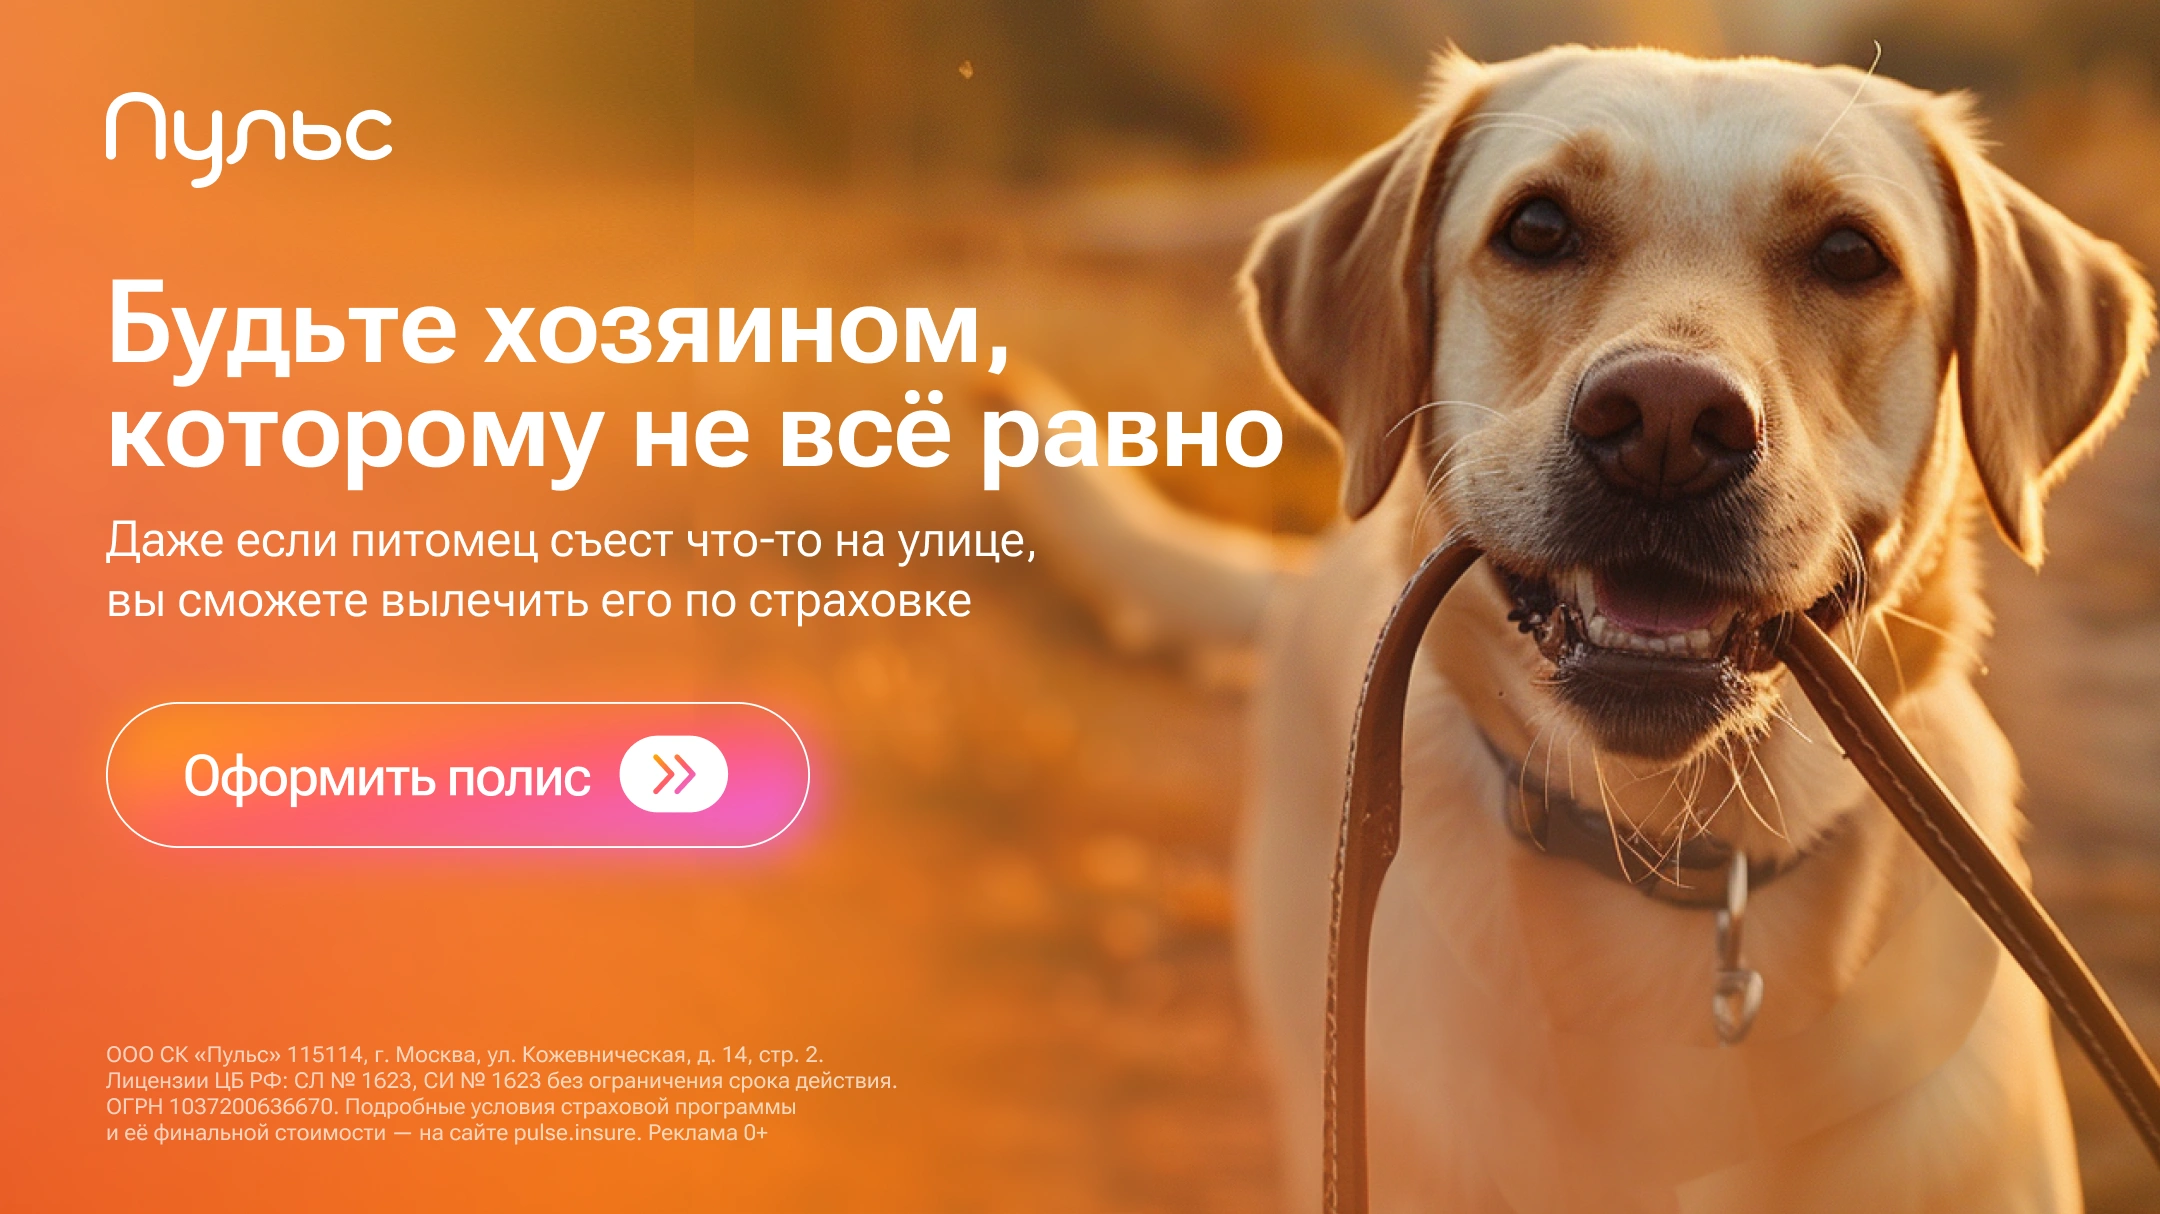 Пульс
Будьте хозяином,
которому не всё равно
Даже если питомец съест что-то на улице,
вы сможете вылечить его по страховке
Оформить полис
ООО СК «Пульс» 115114, г. Москва, ул. Кожевническая, д. 14, стр. 2.
Лицензии ЦБ РФ: СЛ № 1623, СИ № 1623 без ограничения срока действия.
ОГРН 1037200636670. Подробные условия страховой программы
и её финальной стоимости — на сайте pulse.insure. Реклама 0+